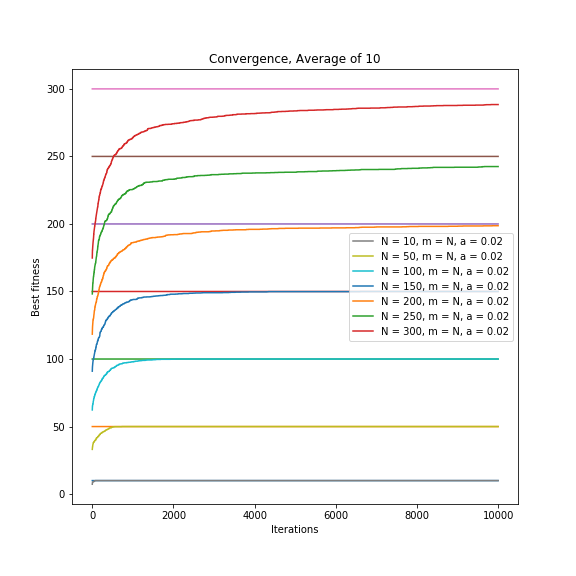 Convergence, Average of 10
Best fitness
300
250
200
150
100
50
0
N = 10, m = N, a = 0.02
N = 50, m = N, a = 0.02
N = 100, m = N, a = 0.02
N = 150, m = N, a = 0.02
N = 200, m = N, a = 0.02
N = 250, m = N, a = 0.02
N = 300, m = N, a = 0.02
0 2000 4000 6000 8000 10000
Iterations